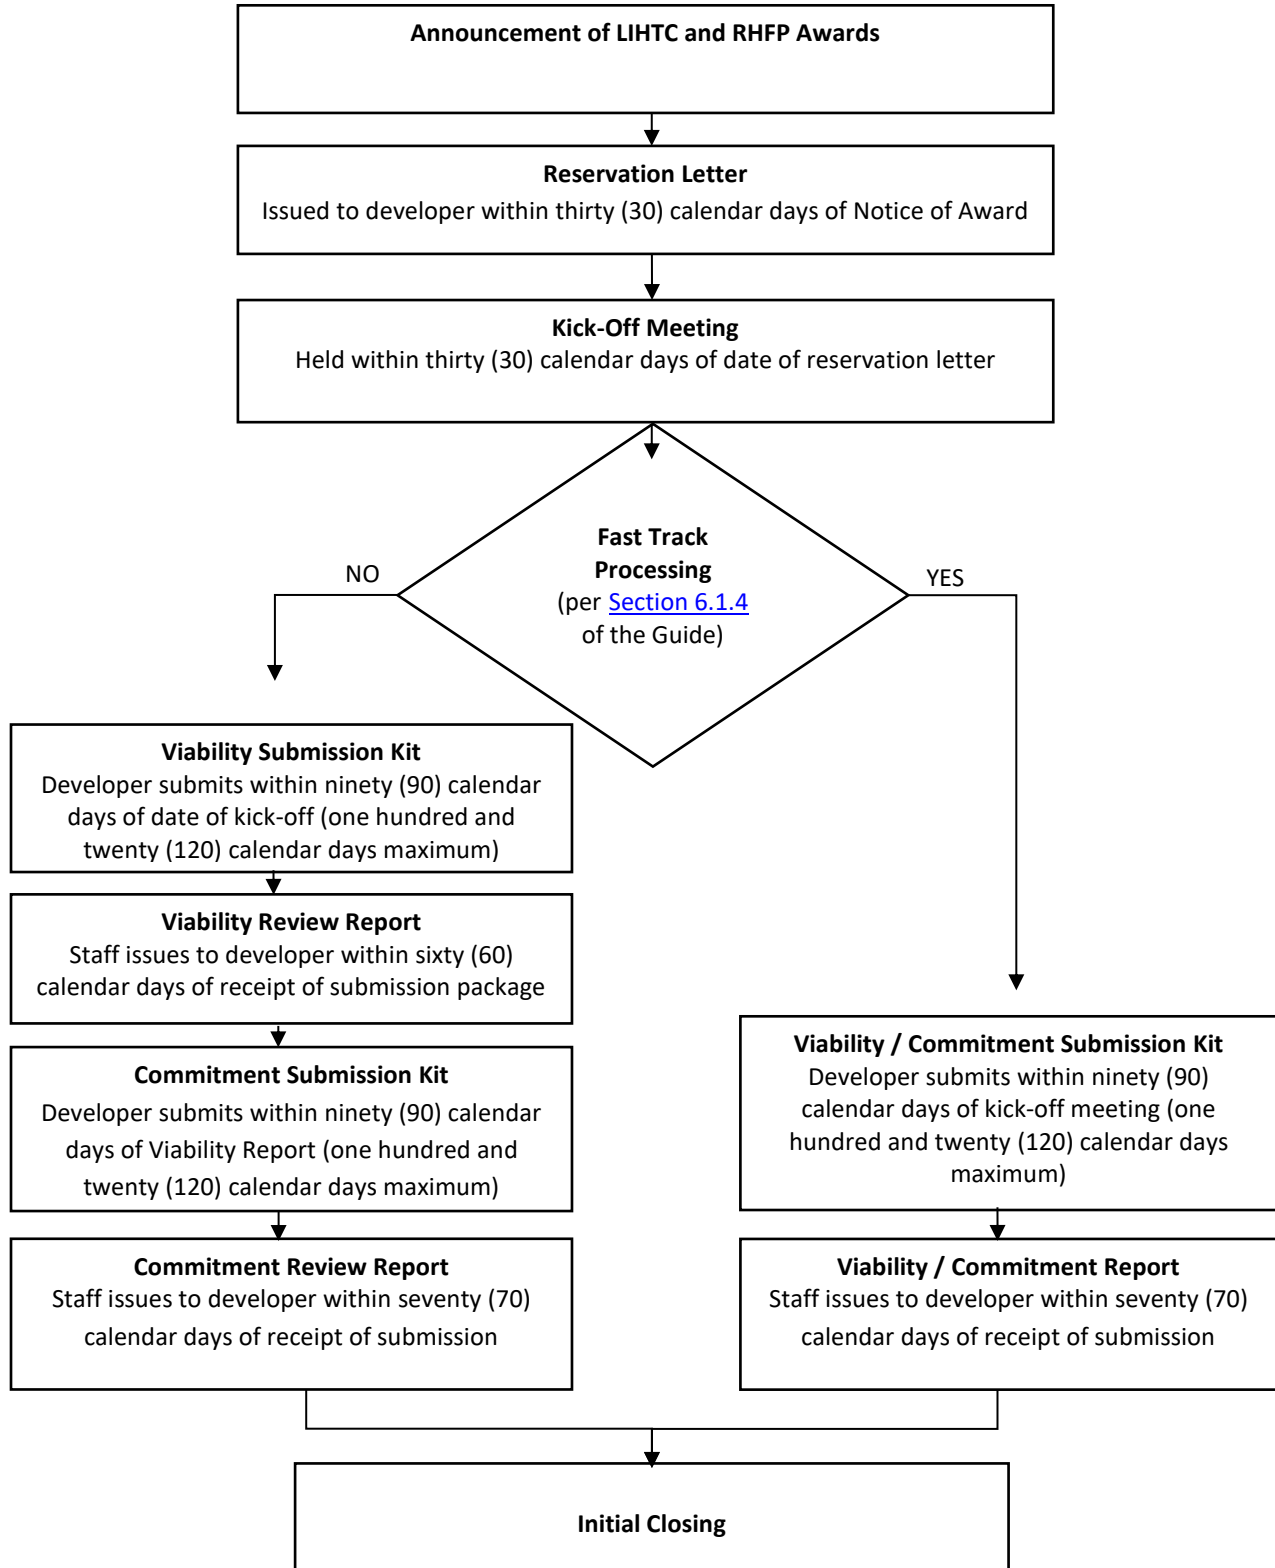 Announcement of LIHTC and RHFP Awards
Reservation Letter
Issued to developer within thirty (30) calendar days of Notice of Award
Kick-Off Meeting
Held within thirty (30) calendar days of date of reservation letter
Fast Track
Processing
(per Section 6.1.4
of the Guide)
NO
YES
Viability Submission Kit
Developer submits within ninety (90) calendar
days of date of kick-off (one hundred and
twenty (120) calendar days maximum)
Viability Review Report
Staff issues to developer within sixty (60)
calendar days of receipt of submission package
Commitment Submission Kit
Developer submits within ninety (90) calendar
days of Viability Report (one hundred and
twenty (120) calendar days maximum)
Commitment Review Report
Staff issues to developer within seventy (70)
calendar days of receipt of submission
Viability / Commitment Submission Kit
Developer submits within ninety (90)
calendar days of kick-off meeting (one
hundred and twenty (120) calendar days
maximum)
Viability / Commitment Report
Staff issues to developer within seventy (70)
calendar days of receipt of submission
Initial Closing